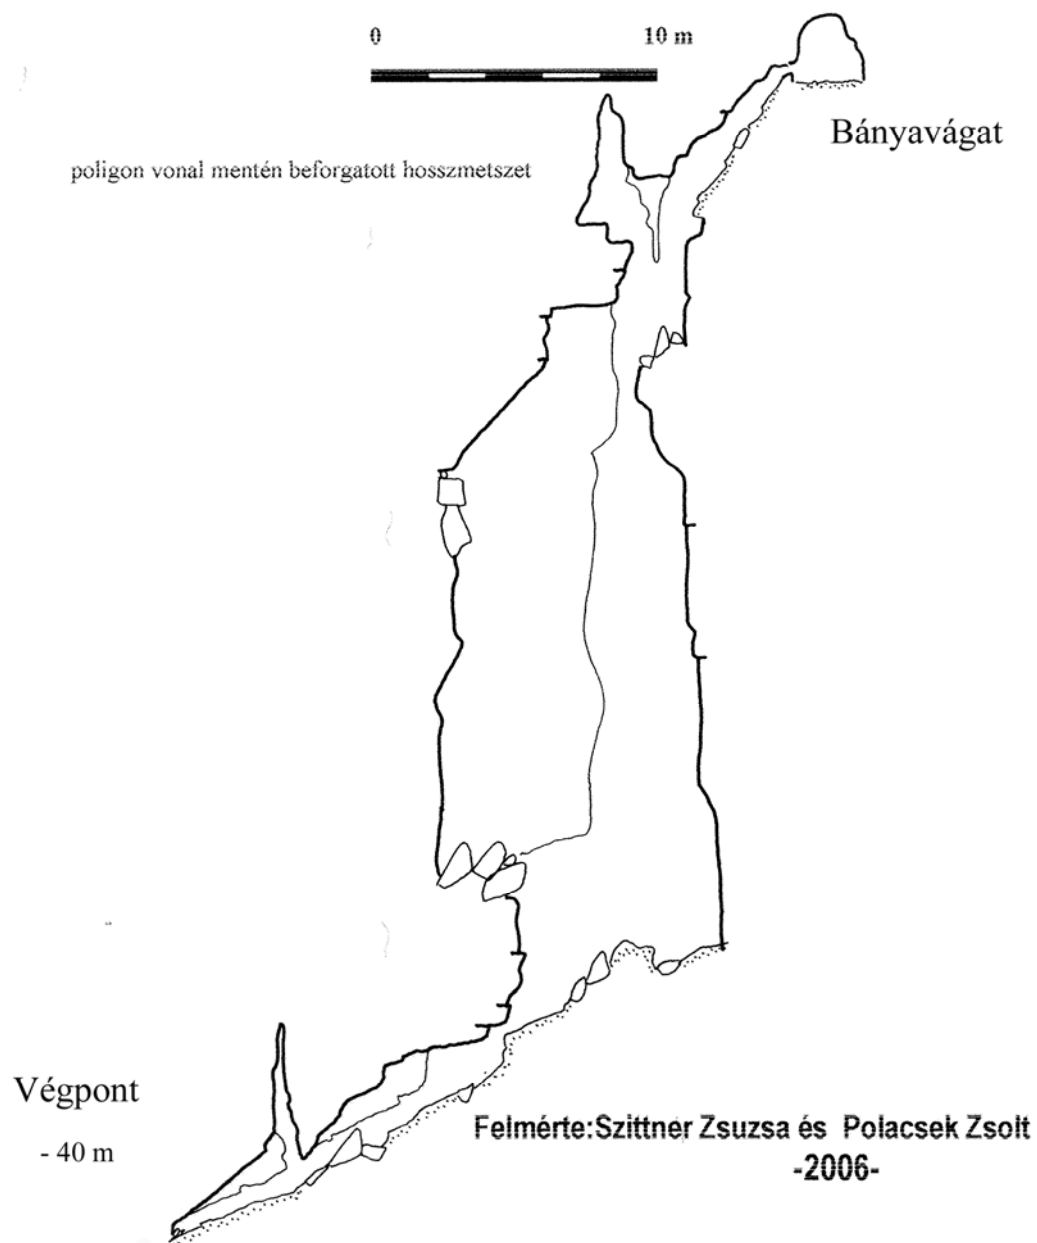 0 10 m
Bányavágat
poligon vonal mentén beforgatott hosszmetszet
Végpont
- 40 m
Felmérte:Szittner Zsuzsa és Polacsek Zsolt
-2006-